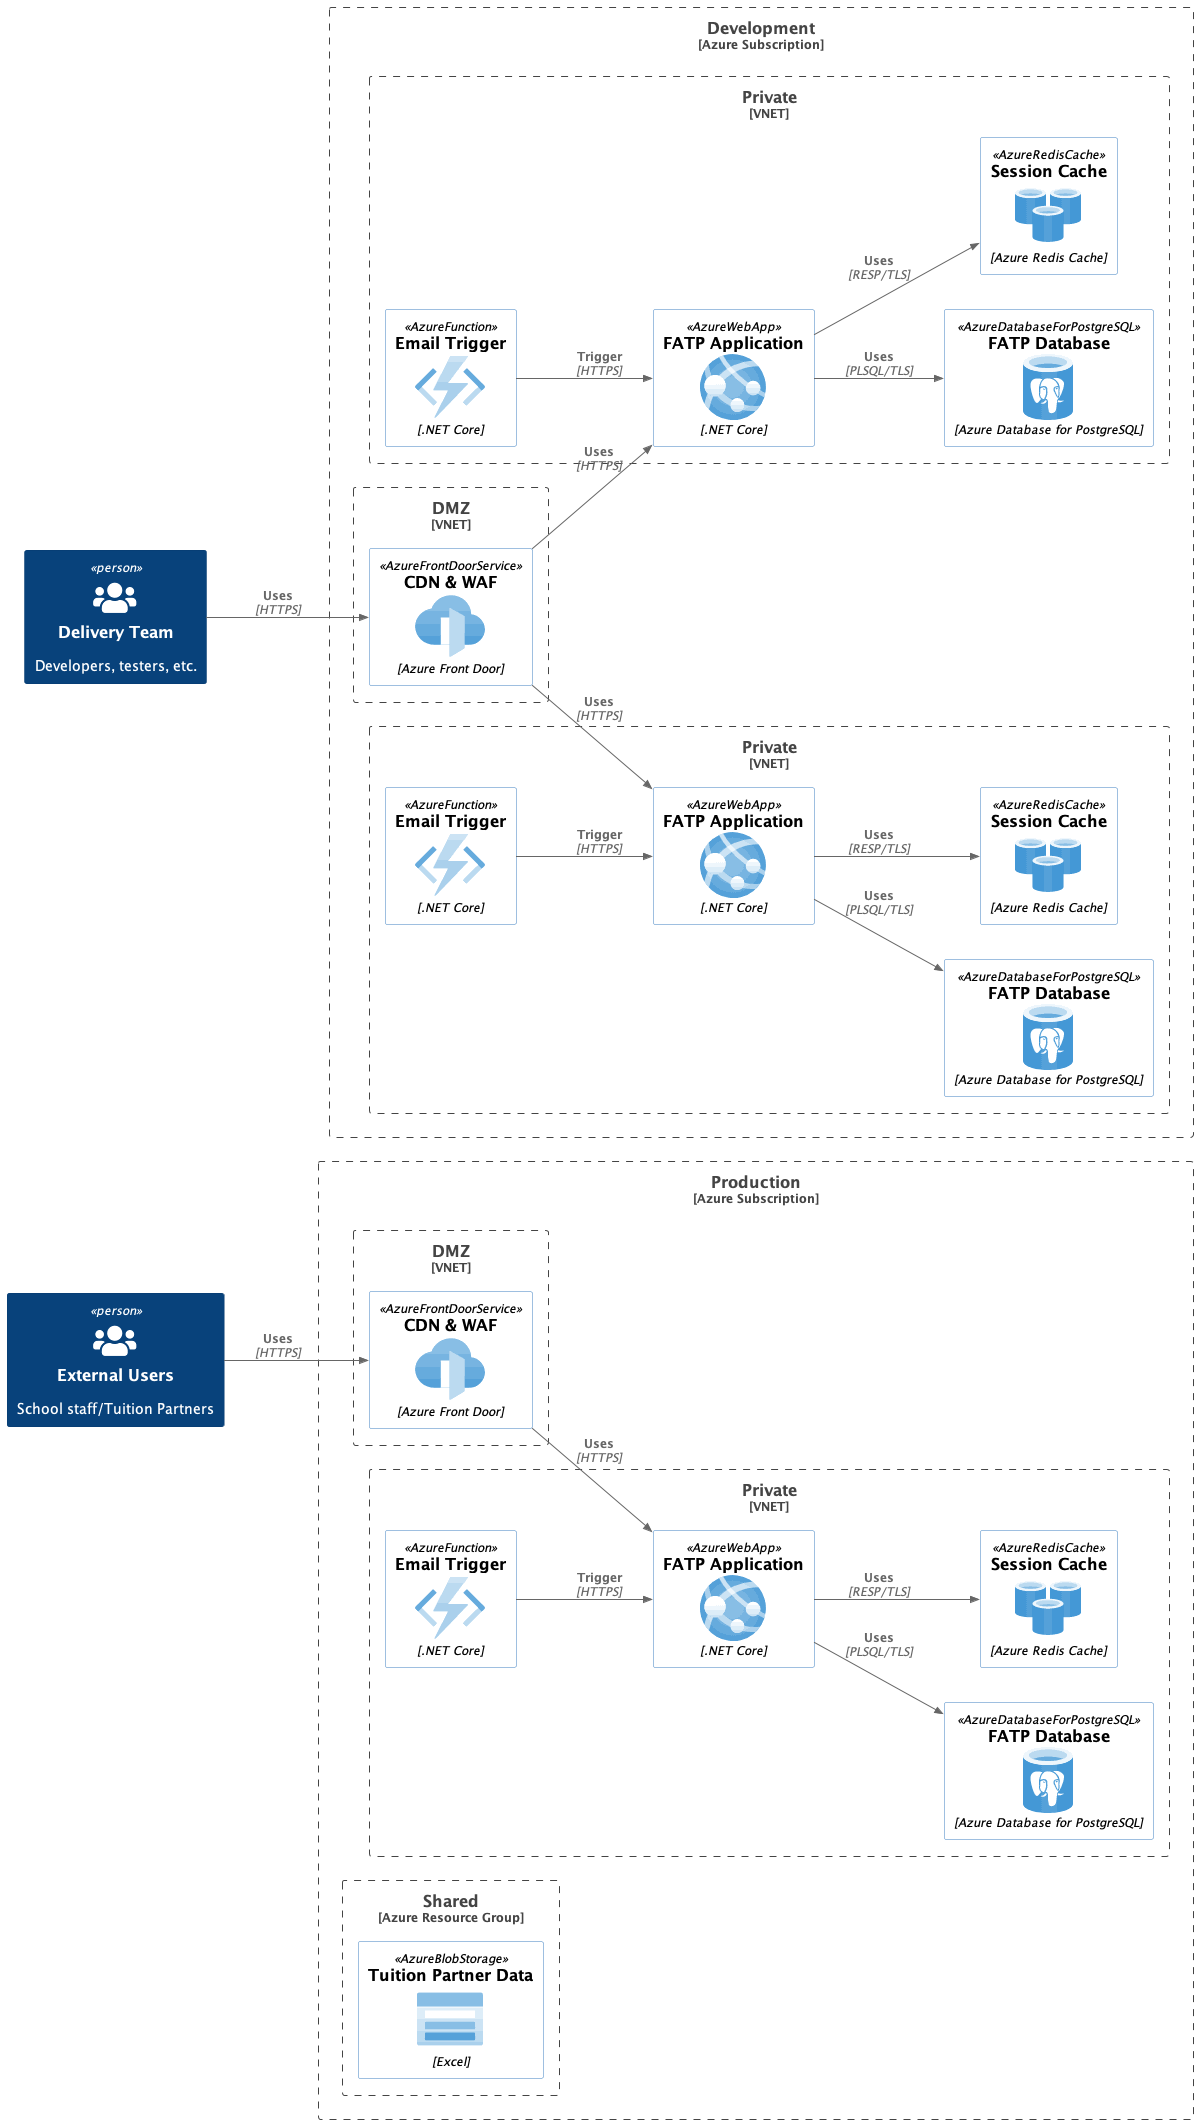 Development
[Azure Subscription]
Private
[VNET]
«AzureRedisCache»
Session Cache
[Azure Redis Cache]
Uses
[RESP/TLS]
«AzureFunction»
Email Trigger
[.NET Core]
Trigger
[HTTPS]
«AzureWebApp»
FATP Application
[.NET Core]
Uses
[PLSQL/TLS]
«AzureDatabaseForPostgreSQL»
FATP Database
[Azure Database for PostgreSQL]
Uses
[HTTPS]
DMZ
[VNET]
«AzureFrontDoorService»
CDN & WAF
[Azure Front Door]
«person»
Delivery Team
Developers, testers, etc.
Uses
[HTTPS]
Uses
[HTTPS]
Private
[VNET]
«AzureFunction»
Email Trigger
[.NET Core]
Trigger
[HTTPS]
«AzureWebApp»
FATP Application
[.NET Core]
Uses
[RESP/TLS]
«AzureRedisCache»
Session Cache
[Azure Redis Cache]
Uses
[PLSQL/TLS]
«AzureDatabaseForPostgreSQL»
FATP Database
[Azure Database for PostgreSQL]
Production
[Azure Subscription]
DMZ
[VNET]
«AzureFrontDoorService»
CDN & WAF
[Azure Front Door]
«person»
External Users
School staff/Tuition Partners
Uses
[HTTPS]
Uses
[HTTPS]
Private
[VNET]
«AzureFunction»
Email Trigger
[.NET Core]
Trigger
[HTTPS]
«AzureWebApp»
FATP Application
[.NET Core]
Uses
[RESP/TLS]
«AzureRedisCache»
Session Cache
[Azure Redis Cache]
Uses
[PLSQL/TLS]
«AzureDatabaseForPostgreSQL»
FATP Database
[Azure Database for PostgreSQL]
Shared
[Azure Resource Group]
«AzureBlobStorage»
Tuition Partner Data
[Excel]